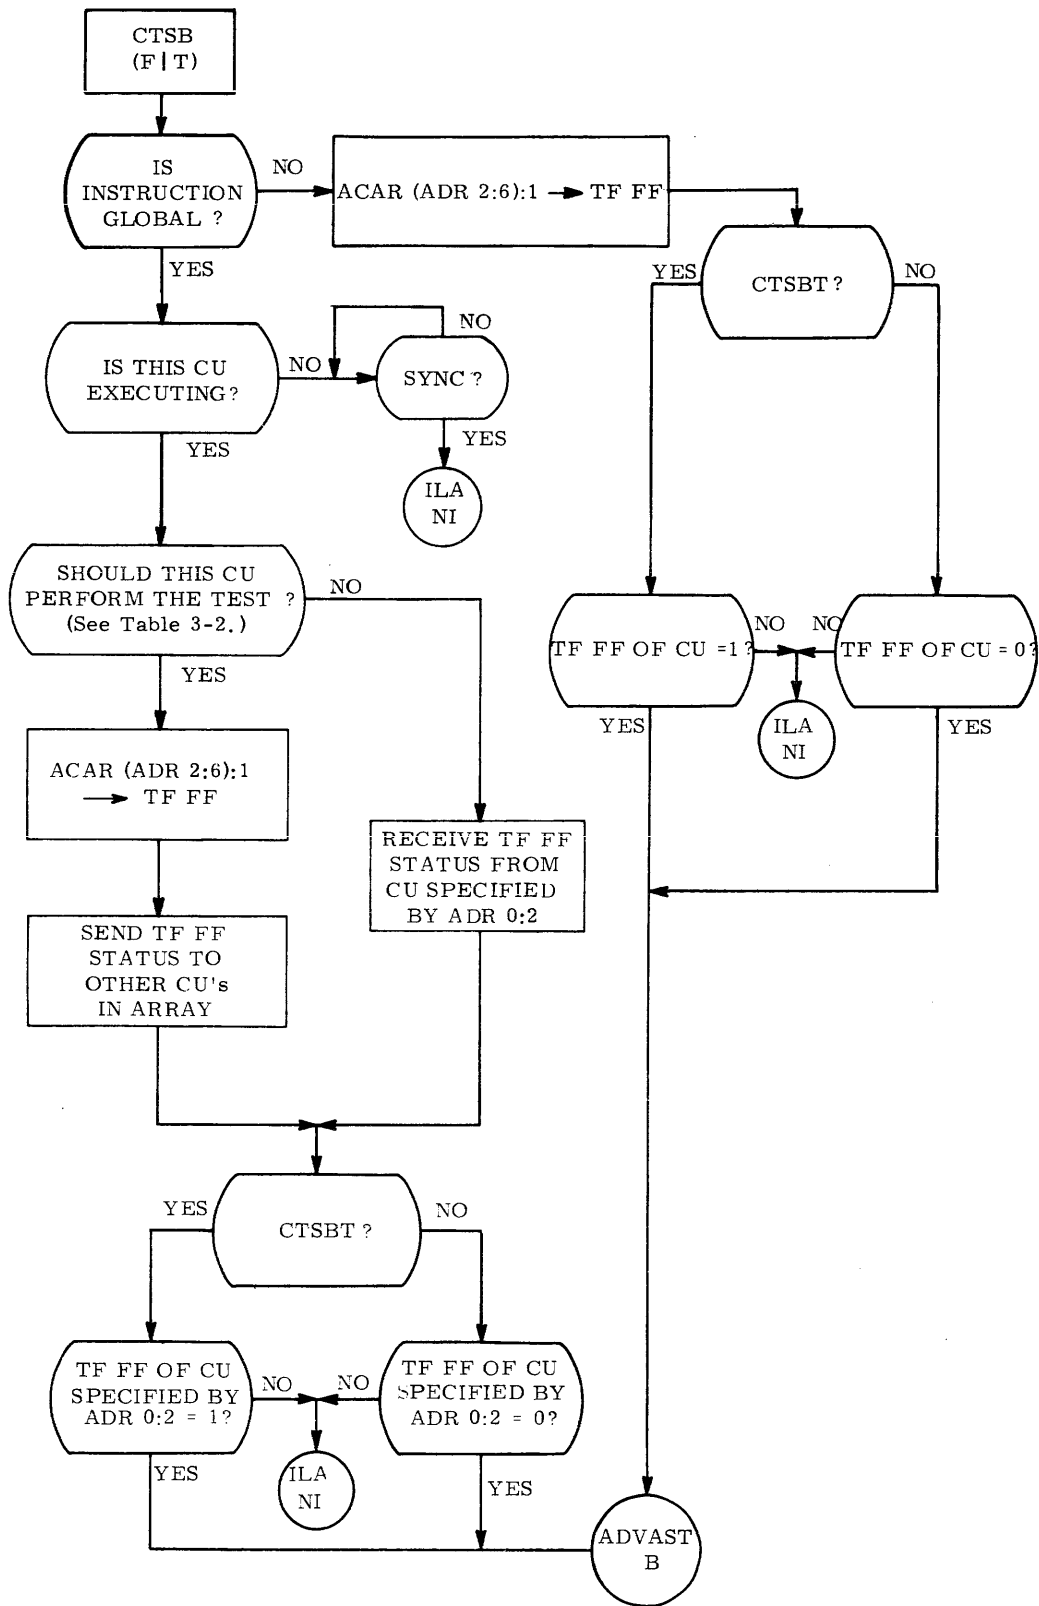 CTSB
(F | T)
IS
INSTRUCTION
GLOBAL ?
NO
YES
ACAR (ADR 2:6):1 → TF FF
CTSBT ?
YES
NO
IS THIS CU
EXECUTING?
NO
YES
SYNC ?
NO
YES
ILA
NI
SHOULD THIS CU
PERFORM THE TEST ?
(See Table 3-2.)
NO
YES
TF FF OF CU =1?
NO
YES
TF FF OF CU = 0?
NO
YES
ILA
NI
ACAR (ADR 2:6):1
→ TF FF
RECEIVE TF FF
STATUS FROM
CU SPECIFIED
BY ADR 0:2
SEND TF FF
STATUS TO
OTHER CU's
IN ARRAY
CTSBT ?
YES
NO
TF FF OF CU
SPECIFIED BY
ADR 0:2 = 1?
NO
YES
TF FF OF CU
SPECIFIED BY
ADR 0:2 = 0?
NO
YES
ILA
NI
ADVAST
B